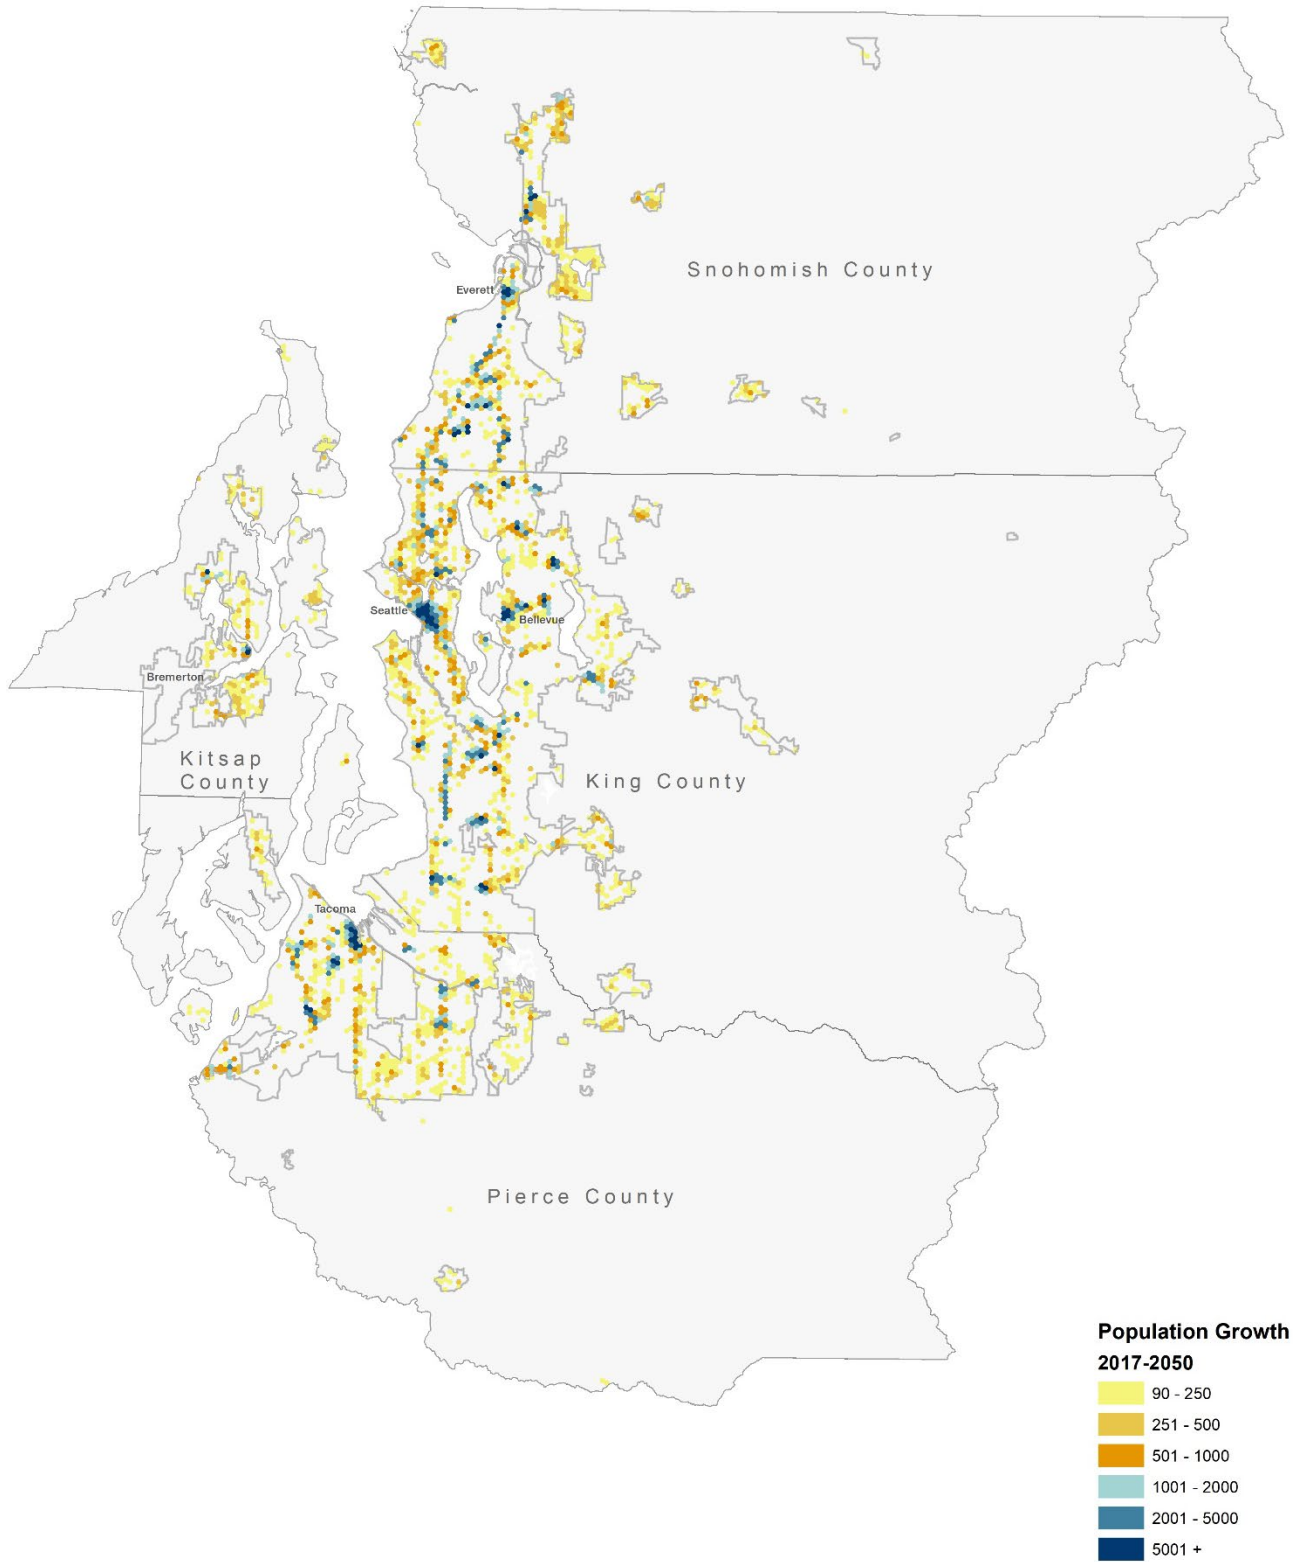 Snohomish County
Everett
Seattle
Bellevue
Bremerton
Kitsap
County
King County
Tacoma
Pierce County
Population Growth
2017-2050
90 - 250
251 - 500
501 - 1000
1001 - 2000
2001 - 5000
5001 +